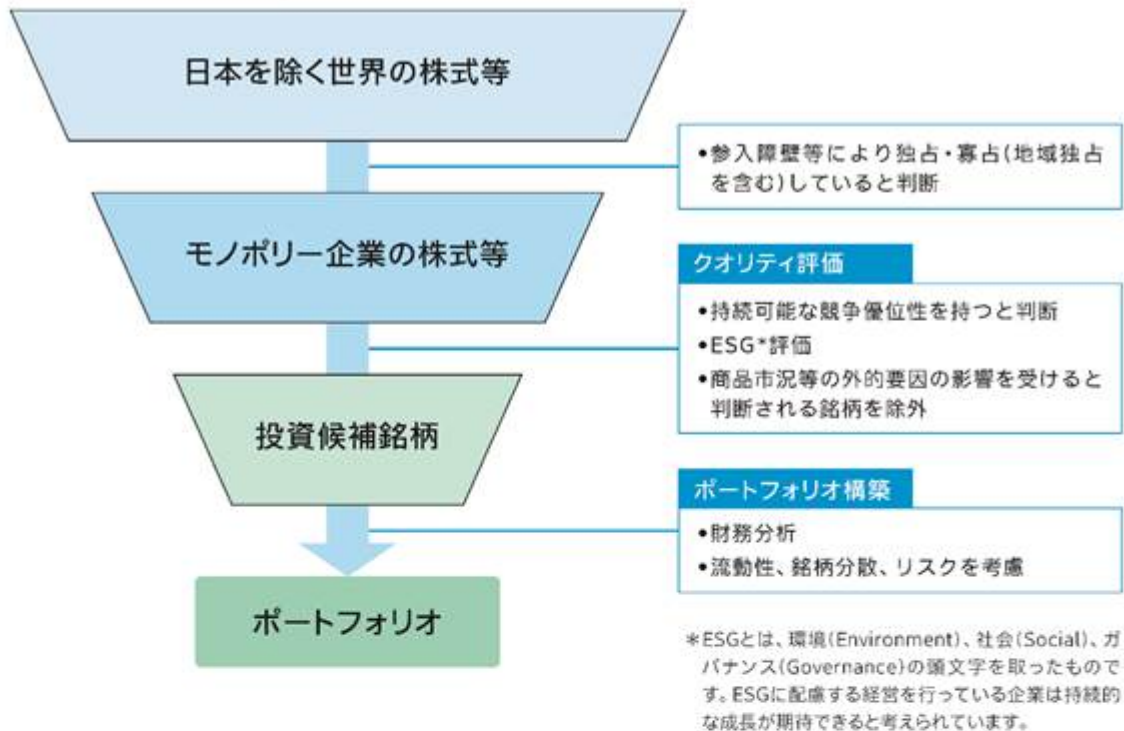 日本を除く世界の株式等
•参入障壁等により独占・寡占(地域独占
を含む)していると判断
モノポリー企業の株式等
クオリティ評価
•持続可能な競争優位性を持つと判断
•ESG*評価
•商品市況等の外的要因の影響を受けると
判断される銘柄を除外
投資候補銘柄
ポートフォリオ構築
•財務分析
•流動性、銘柄分散、リスクを考慮
ポートフォリオ
*ESGとは、環境(Environment)、社会(Social)、ガ
バナンス(Governance)の頭文字を取ったもので
す。ESGに配慮する経営を行っている企業は持続的
な成長が期待できると考えられています。